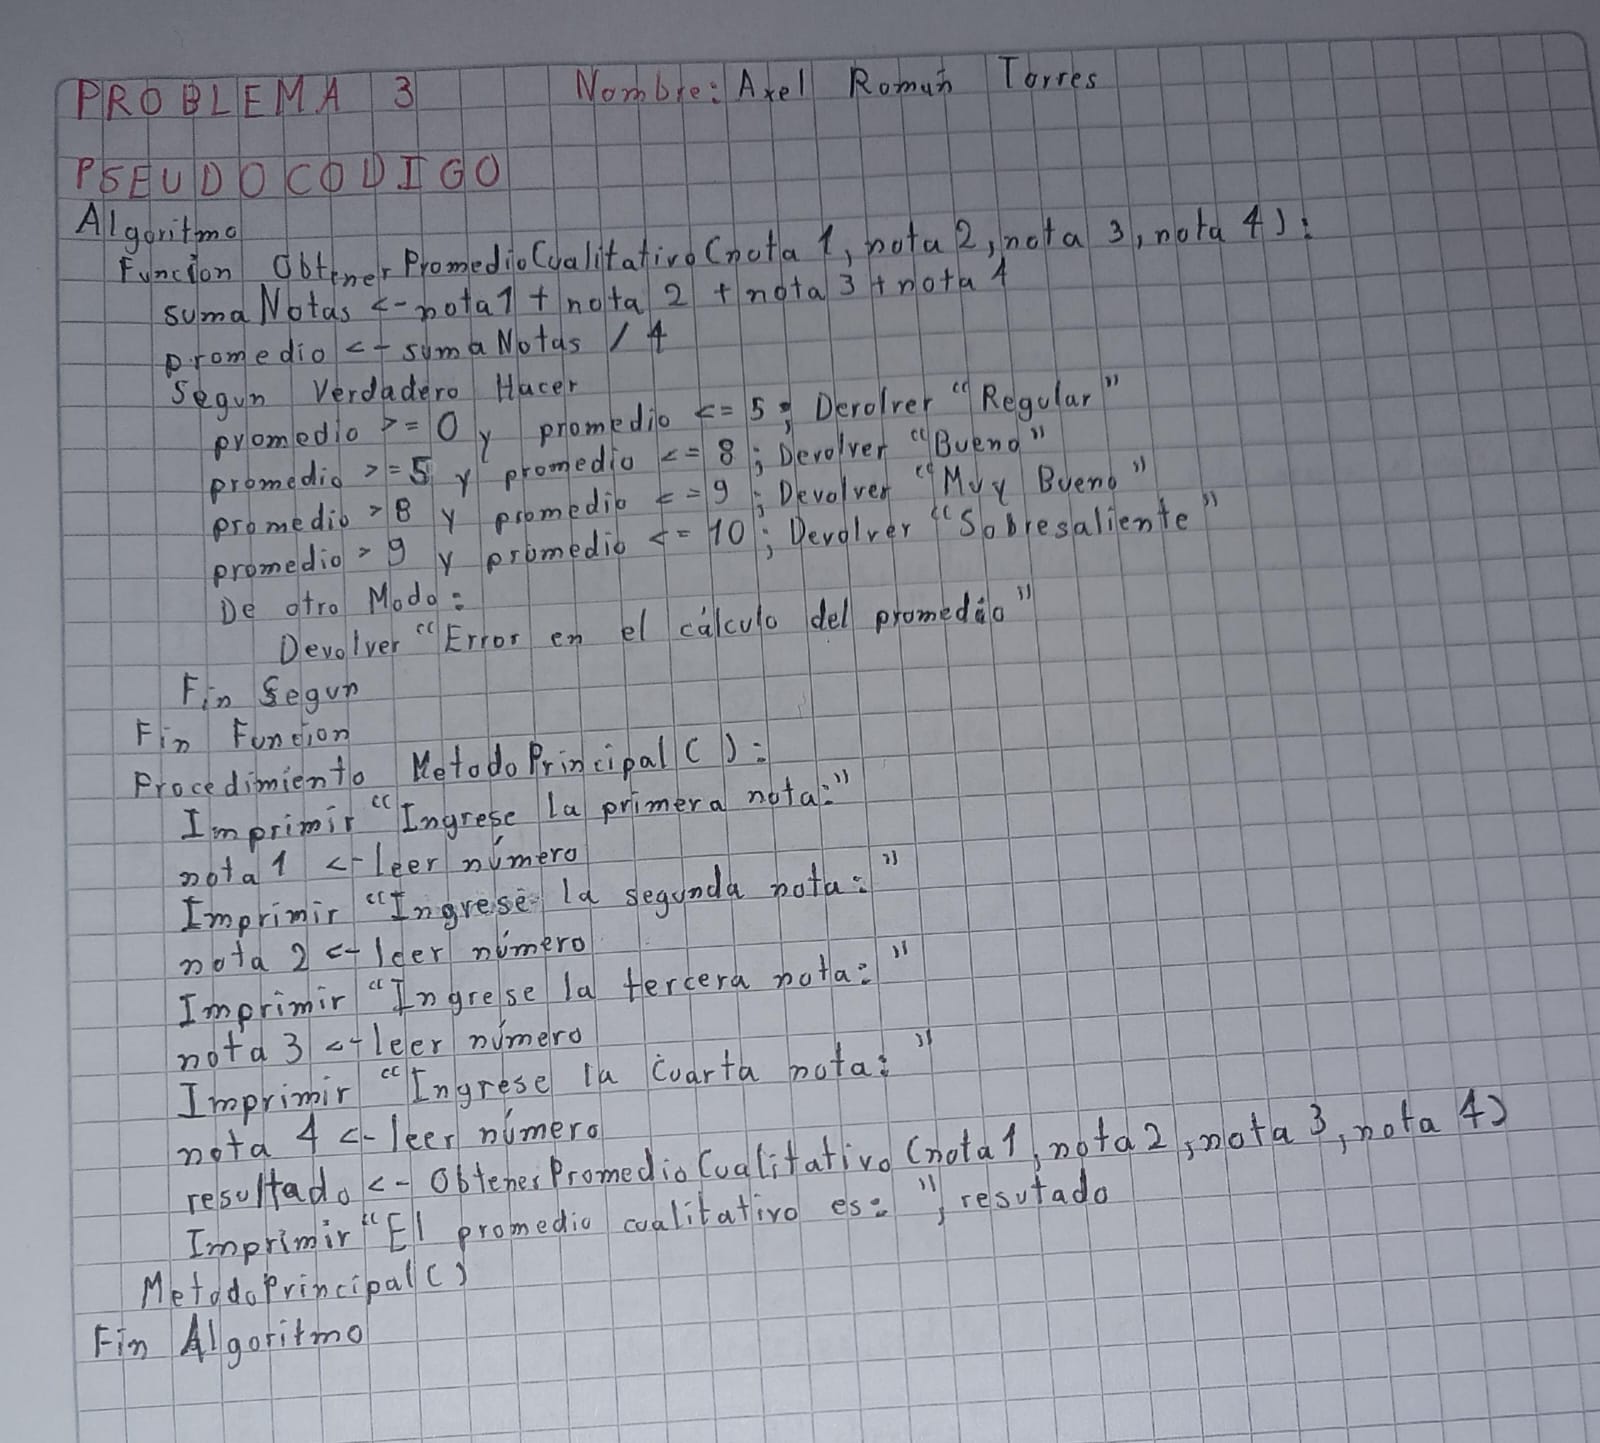 PROBLEMA 3 Nombre: Axel Román Torres
PSEUDOCODIGO
Algoritmo
Funcion ObtenerPromedioCualitativo(nota 1, nota 2, nota 3, nota 4):
suma Notas <- nota1 + nota 2 + nota 3 + nota 4
promedio <- suma Notas / 4
Segun Verdadero Hacer
promedio >= 0 y promedio <= 5; Devolver "Regular"
promedio >= 5 y promedio <= 8; Devolver "Bueno"
promedio > 8 y promedio <= 9; Devolver "Muy Bueno"
promedio > 9 y promedio <= 10; Devolver "Sobresaliente"
De otro Modo:
Devolver "Error en el cálculo del promedio"
Fin Segun
Fin Funcion
Procedimiento MetodoPrincipal():
Imprimir "Ingrese la primera nota:"
nota 1 <- leer número
Imprimir "Ingrese la segunda nota:"
nota 2 <- leer número
Imprimir "Ingrese la tercera nota:"
nota 3 <- leer número
Imprimir "Ingrese la cuarta nota:"
nota 4 <- leer número
resultado <- ObtenerPromedioCualitativo(nota1, nota2, nota 3, nota 4)
Imprimir "El promedio cualitativo es:", resutado
MetodoPrincipal()
Fin Algoritmo